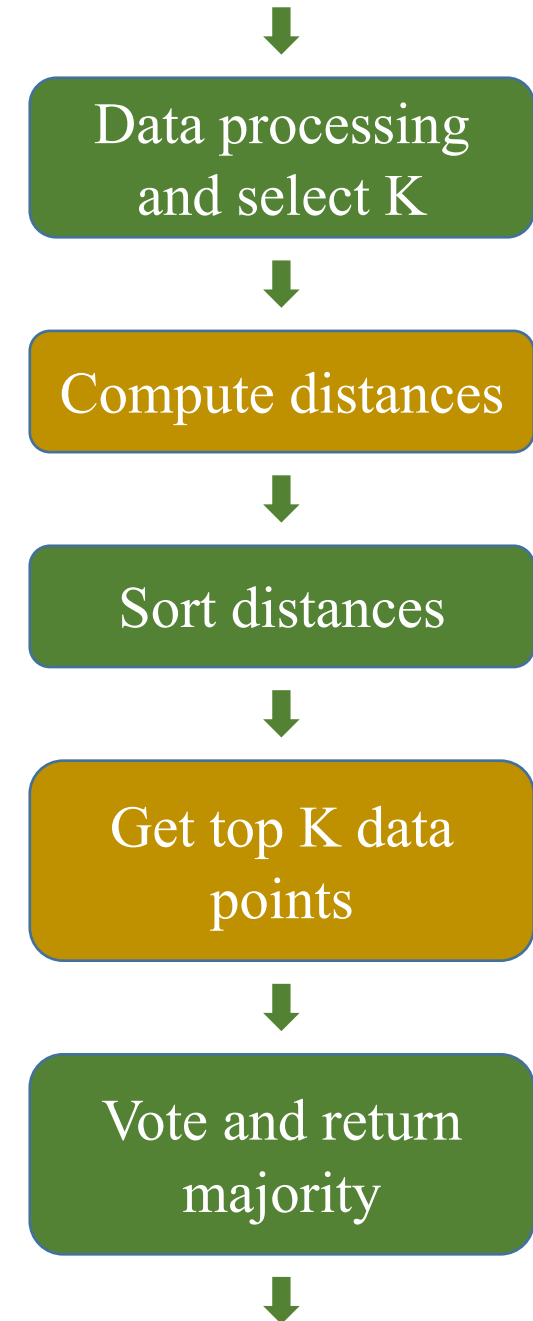 Data processing
and select K
Compute distances
Sort distances
Get top K data
points
Vote and return
majority